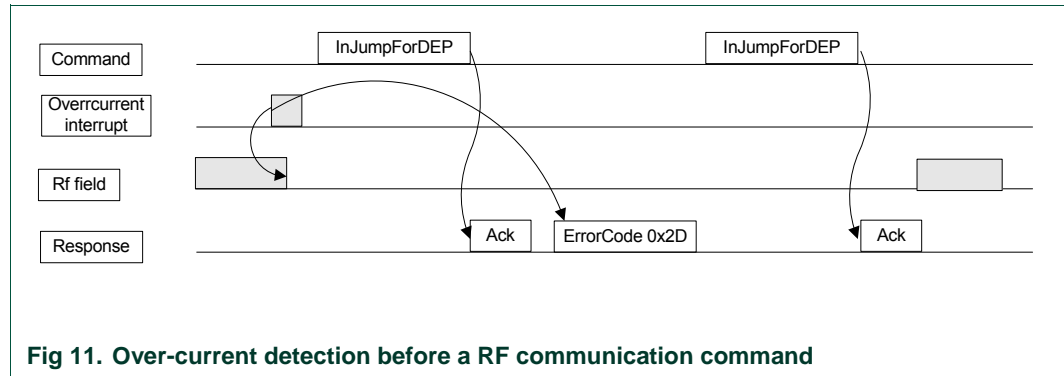 InJumpForDEP InJumpForDEP
Command
Overrcurrent
interrupt
Rf field
Ack ErrorCode 0x2D Ack
Response
Fig 11. Over-current detection before a RF communication command